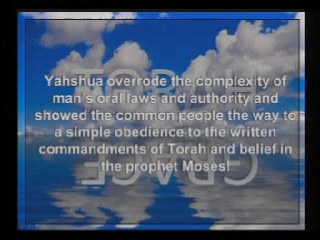 Yahshua overrode the complexity of
man's oral laws and authority and
showed the common people the way to
a simple obedience to the written
commandments of Torah and belief in
the prophet Moses!
GRACE